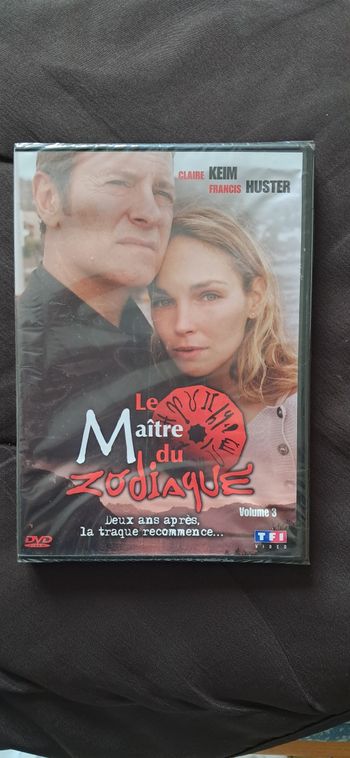 CLAIRE KEIM
FRANCIS HUSTER
Le
Maître
du
Zodiaque
Volume 3
Deux ans après,
la traque recommence...
DVD
VIDEO
TF1
VIDEO